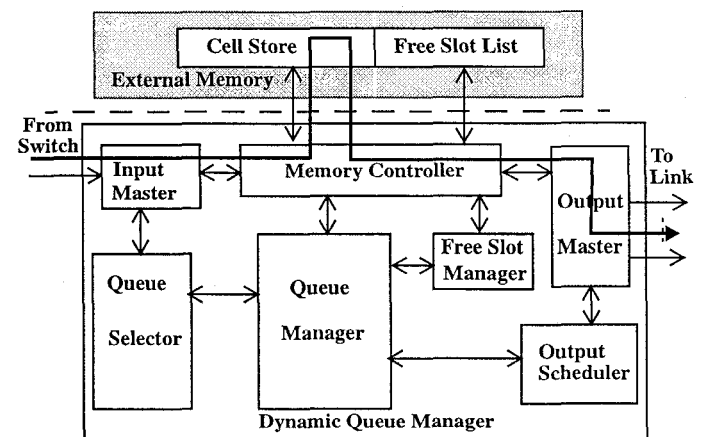 Cell Store
Free Slot List
External Memory
From
Switch
Input
Master
Memory Controller
To
Link
Output
Master
Queue
Selector
Queue
Manager
Free Slot
Manager
Output
Scheduler
Dynamic Queue Manager